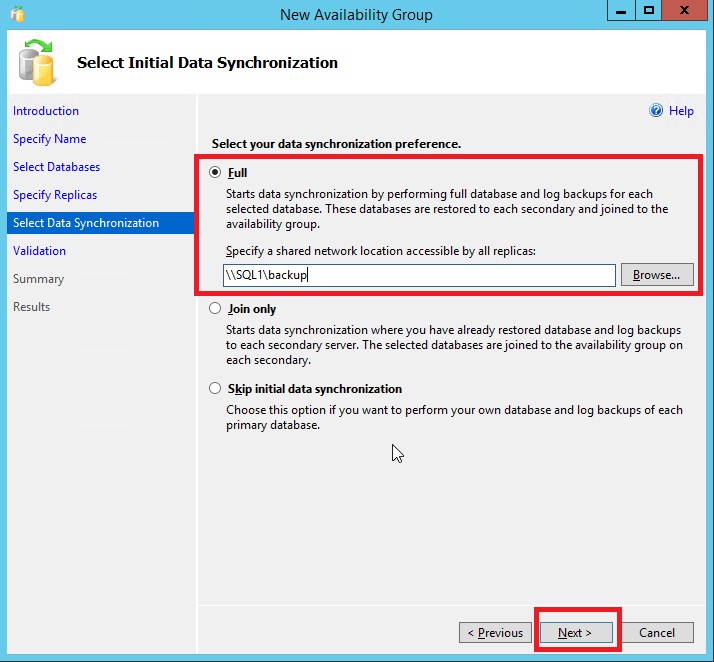 New Availability Group
X
Select Initial Data Synchronization
Introduction
Specify Name
Select Databases
Specify Replicas
Select Data Synchronization
Validation
Summary
Results
Help
Select your data synchronization preference.
Full
Starts data synchronization by performing full database and log backups for each
selected database. These databases are restored to each secondary and joined to the
availability group.
Specify a shared network location accessible by all replicas:
\\SQL1\backup
Browse...
Join only
Starts data synchronization where you have already restored database and log backups
to each secondary server. The selected databases are joined to the availability group on
each secondary.
Skip initial data synchronization
Choose this option if you want to perform your own database and log backups of each
primary database.
< Previous
Next >
Cancel